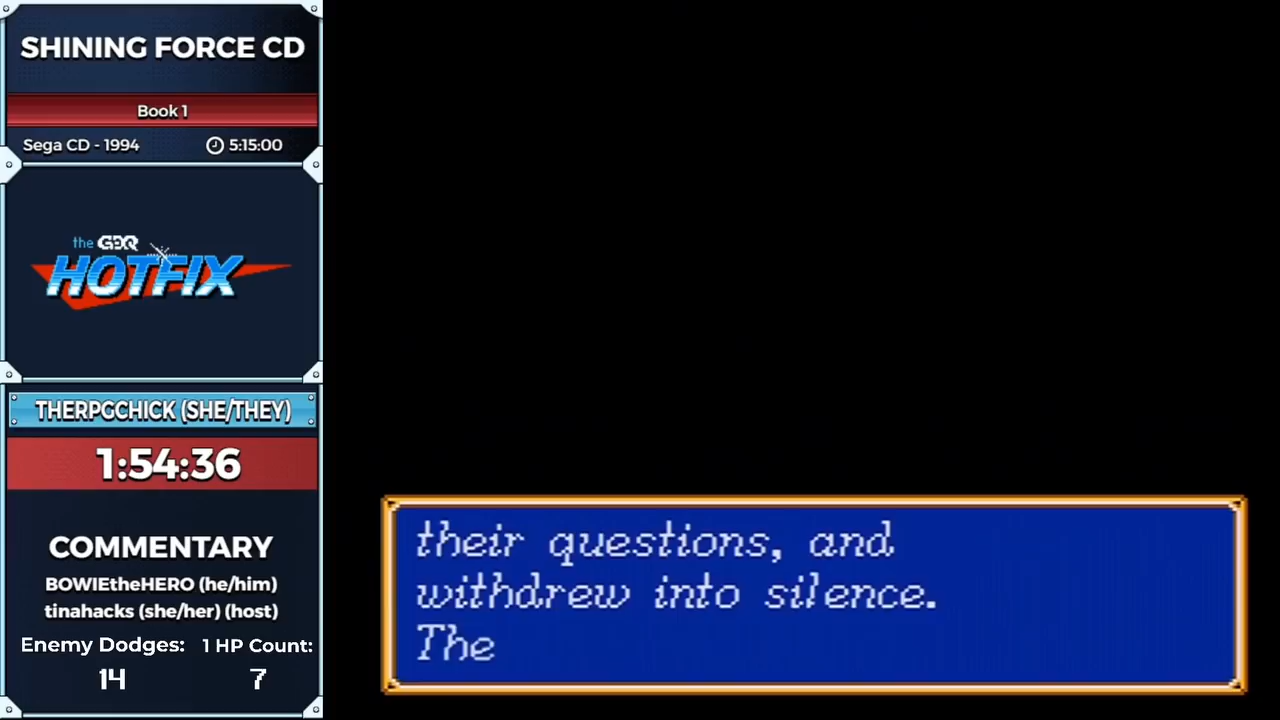 SHINING FORCE CD
Book 1
Sega CD - 1994
5:15:00
the GDQ
HOTFIX
THERPGCHICK (SHE/THEY)
1:54:36
COMMENTARY
BOWIEtheHERO (he/him)
tinahacks (she/her) (host)
Enemy Dodges: 1 HP Count:
14 7
their questions, and
withdrew into silence.
The